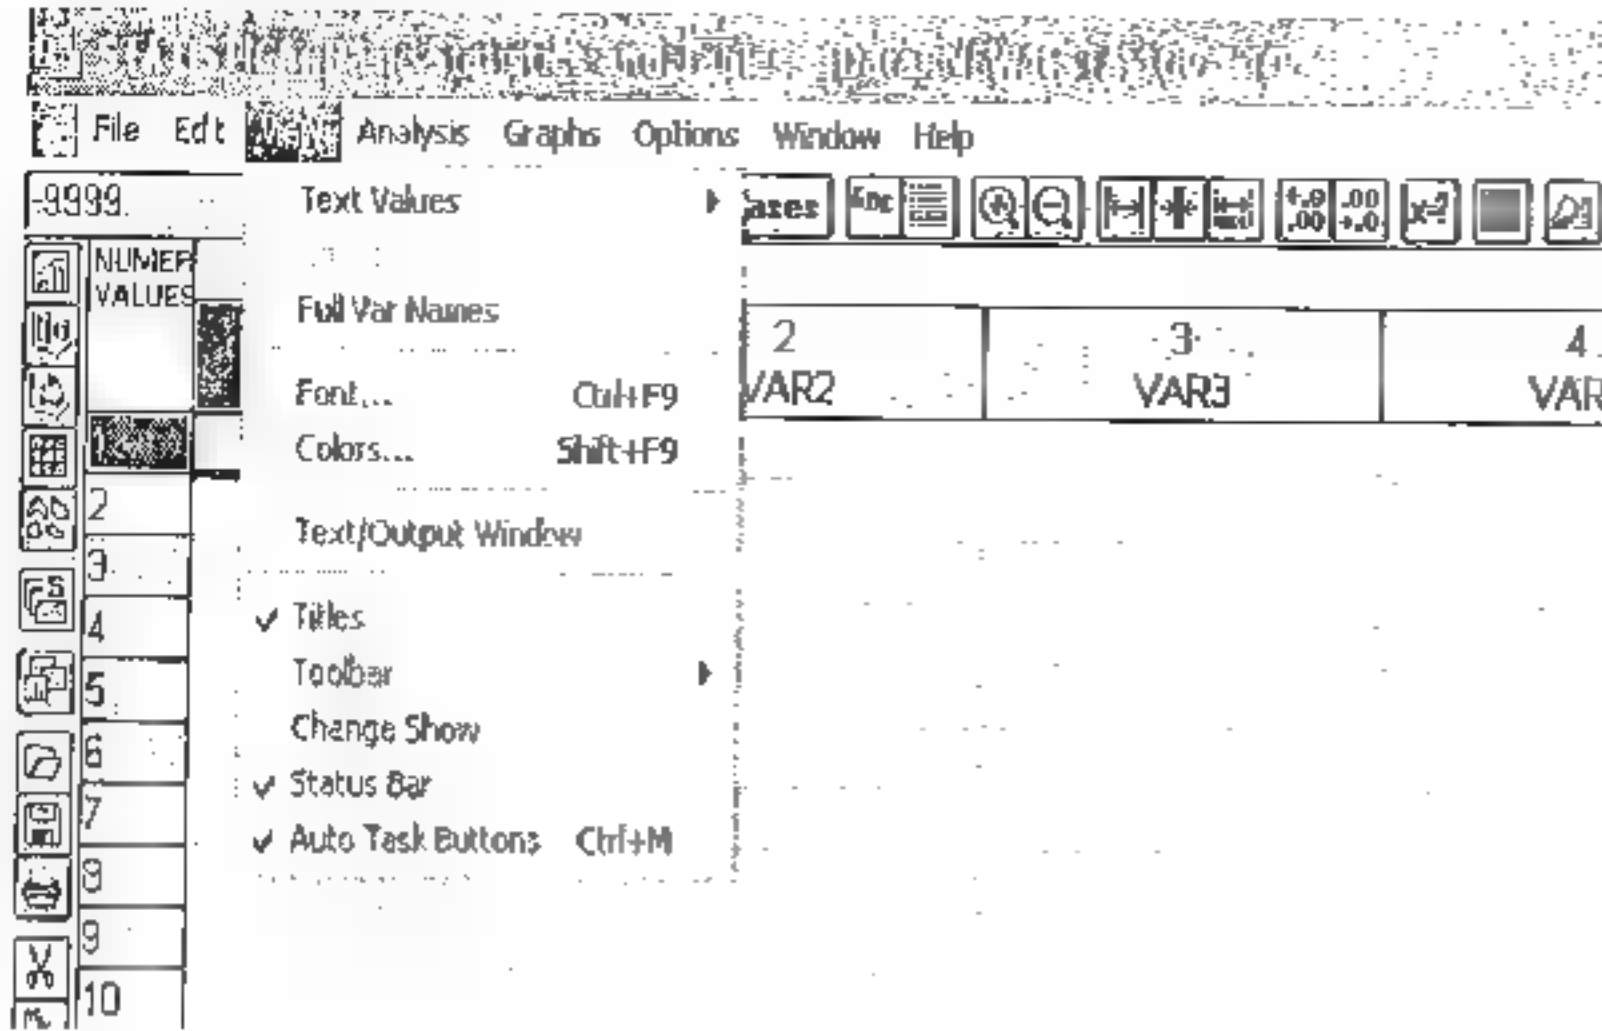 File Edit Analysis Graphs Options Window Help
-9999.
Text Values
NUMER
VALUES
Full Var Names
2 3 4
VAR2 VAR3 VAR
Font... Ctrl+F9
Colors... Shift+F9
1
2
Text/Output Window
3
Titles
4
Toolbar
5
Change Show
6
Status Bar
7
Auto Task Buttons Ctrl+M
8
9
10